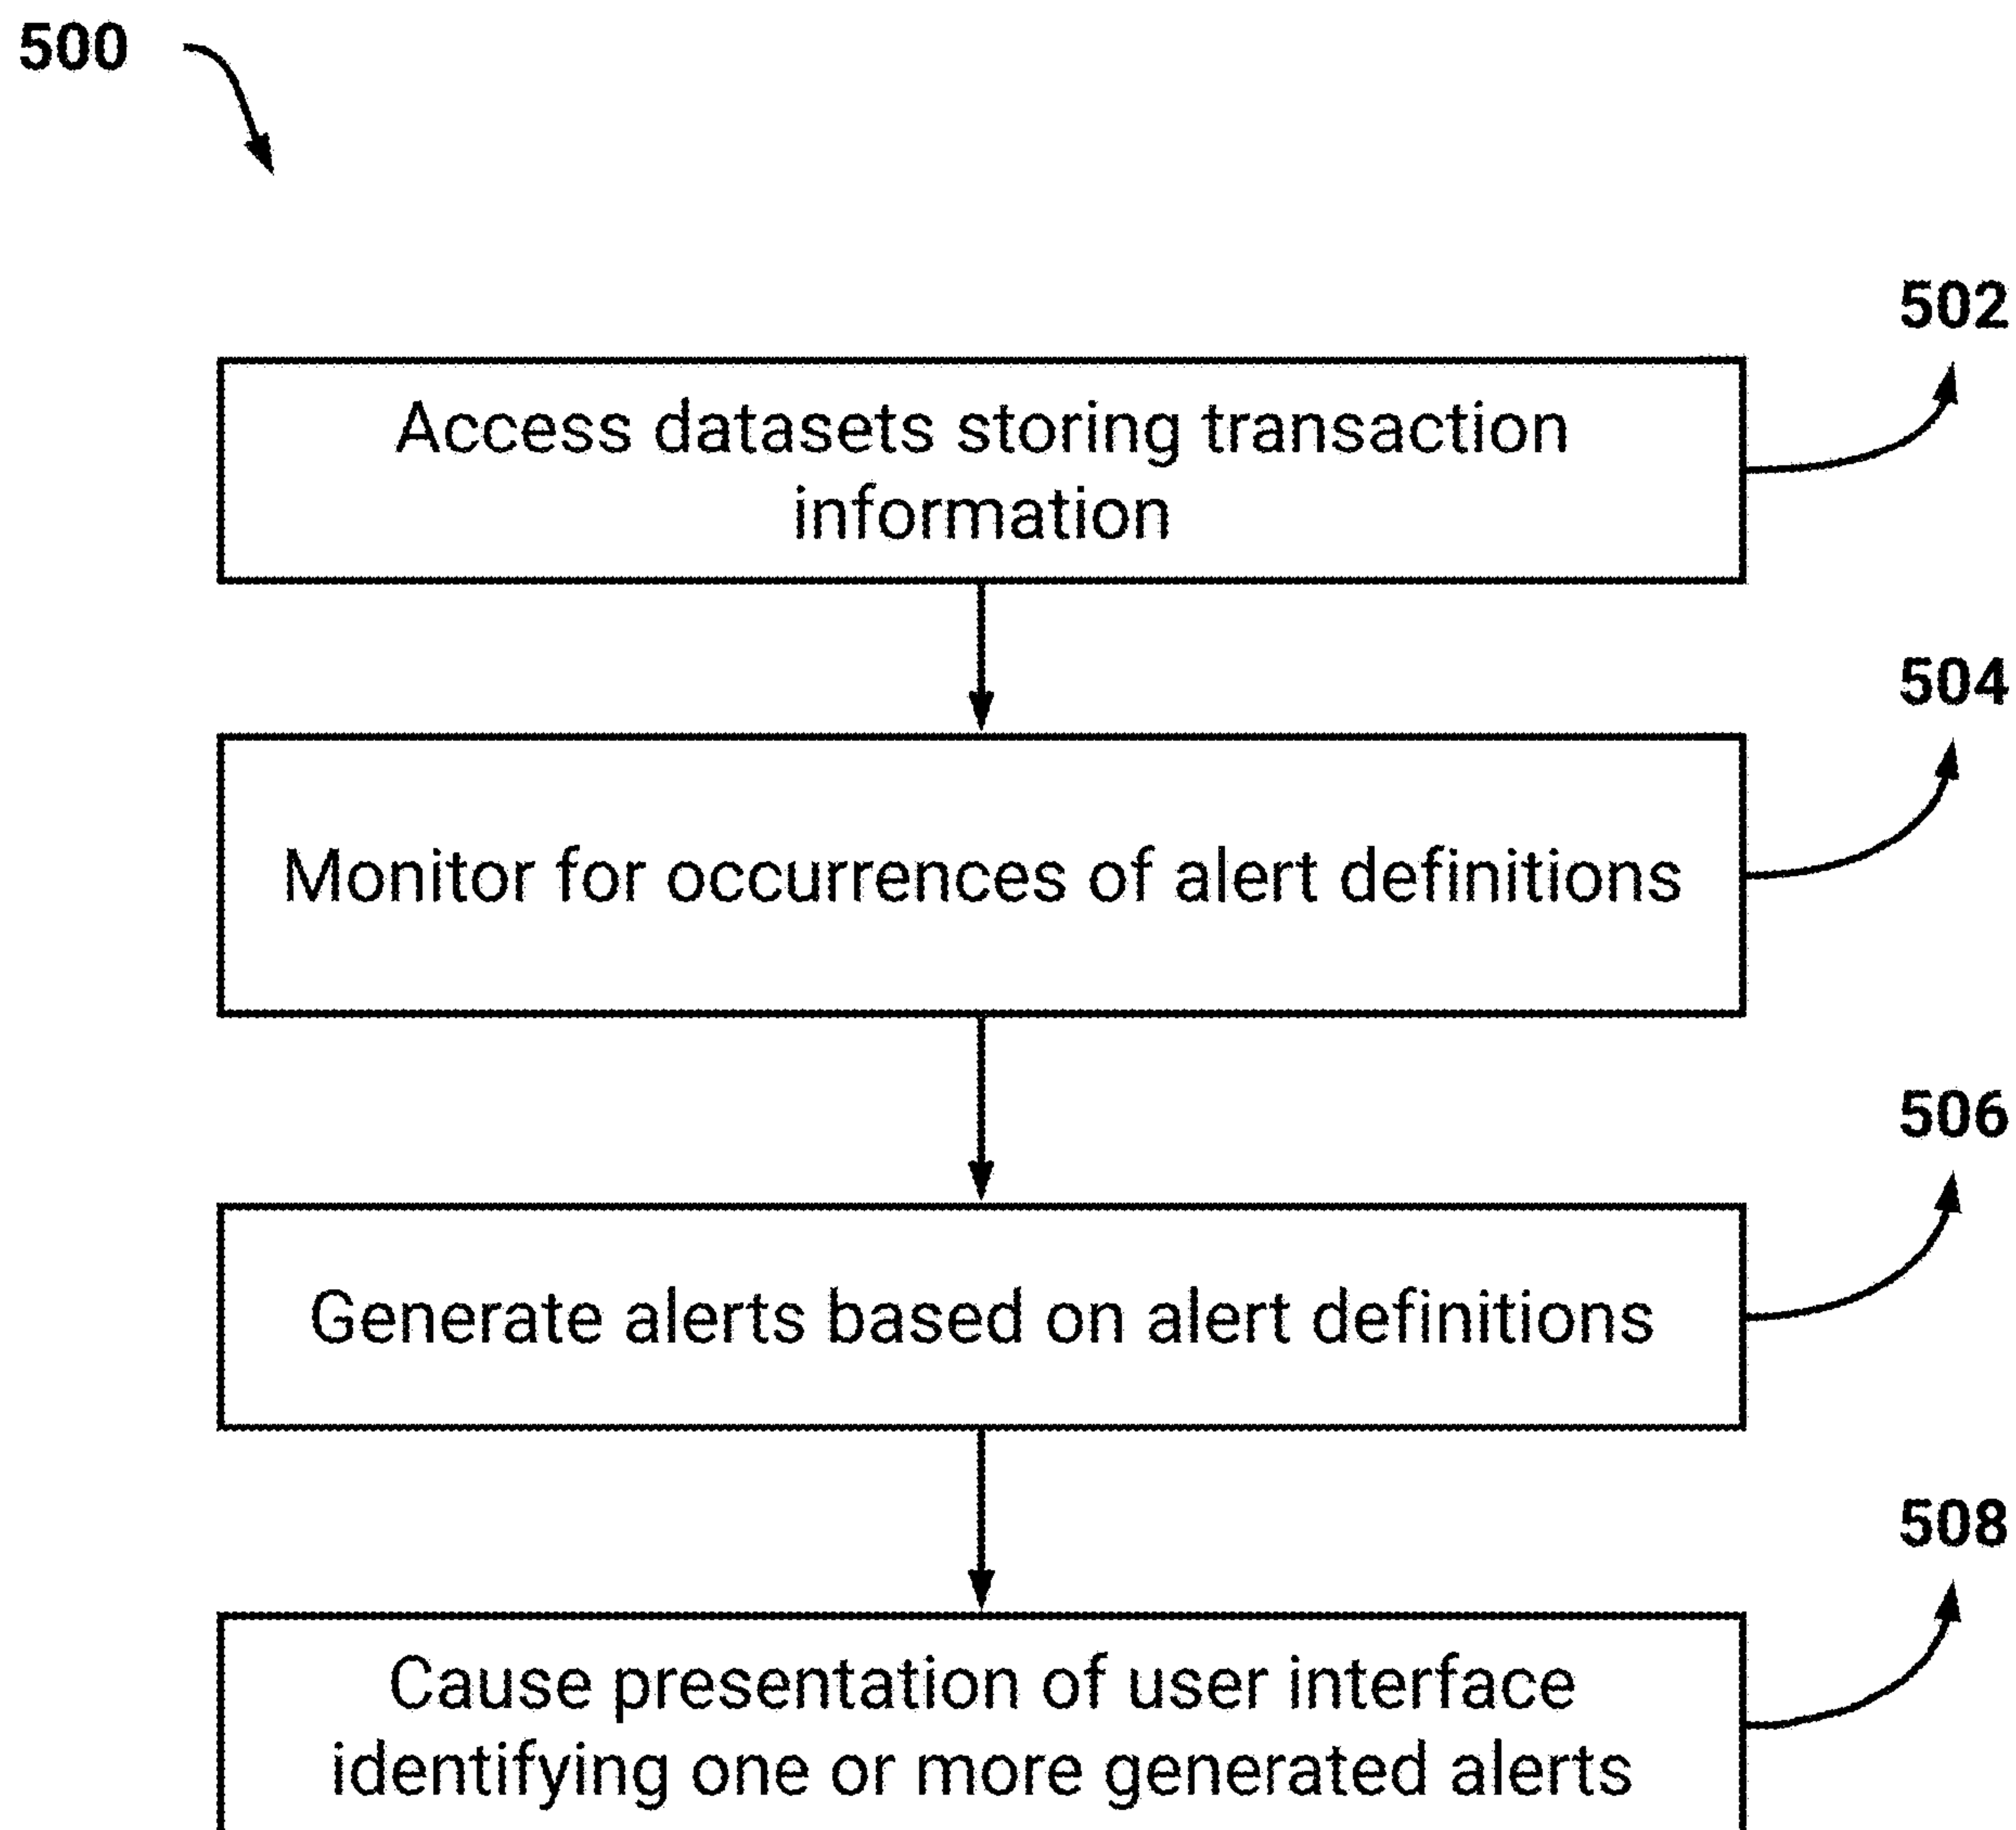 500
502
Access datasets storing transaction
information
504
Monitor for occurrences of alert definitions
506
Generate alerts based on alert definitions
508
Cause presentation of user interface
identifying one or more generated alerts